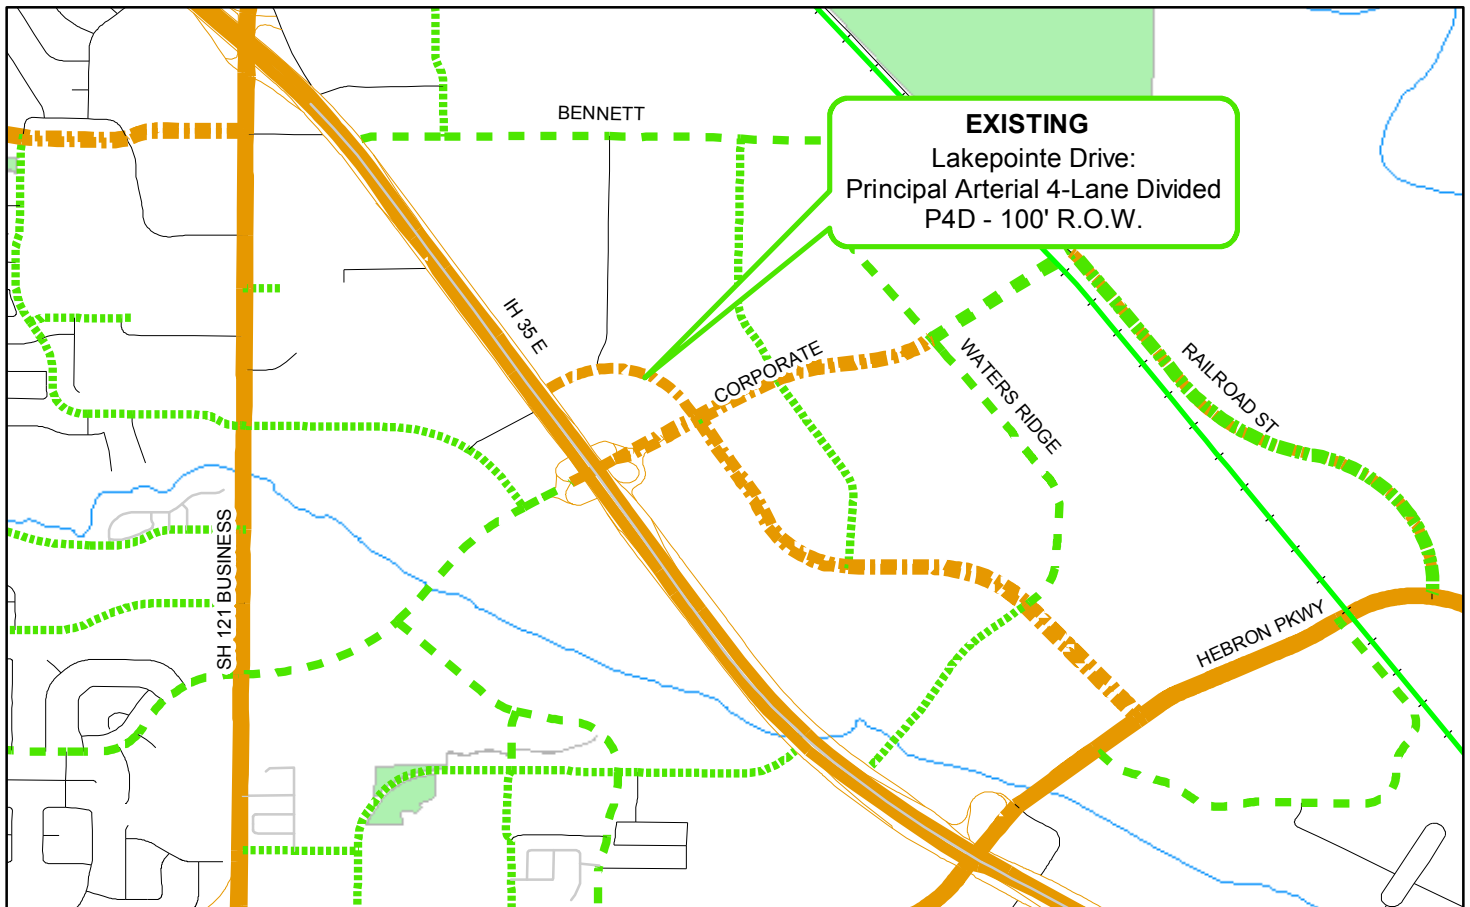 BENNETT
EXISTING
Lakepointe Drive:
Principal Arterial 4-Lane Divided
P4D - 100' R.O.W.
IH 35 E
CORPORATE
WATERS RIDGE
RAILROAD ST
SH 121 BUSINESS
HEBRON PKWY